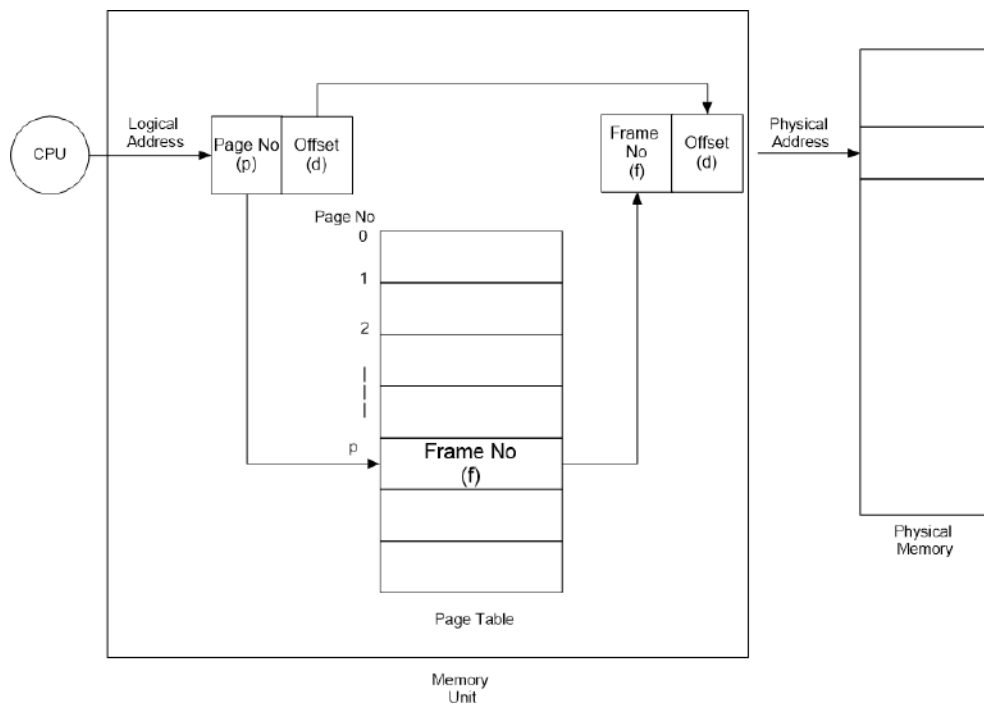 CPU
Logical
Address
Page No
(p)
Offset
(d)
Frame
No
(f)
Offset
(d)
Physical
Address
Page No
0
1
2
p
Frame No
(f)
Page Table
Physical
Memory
Memory
Unit